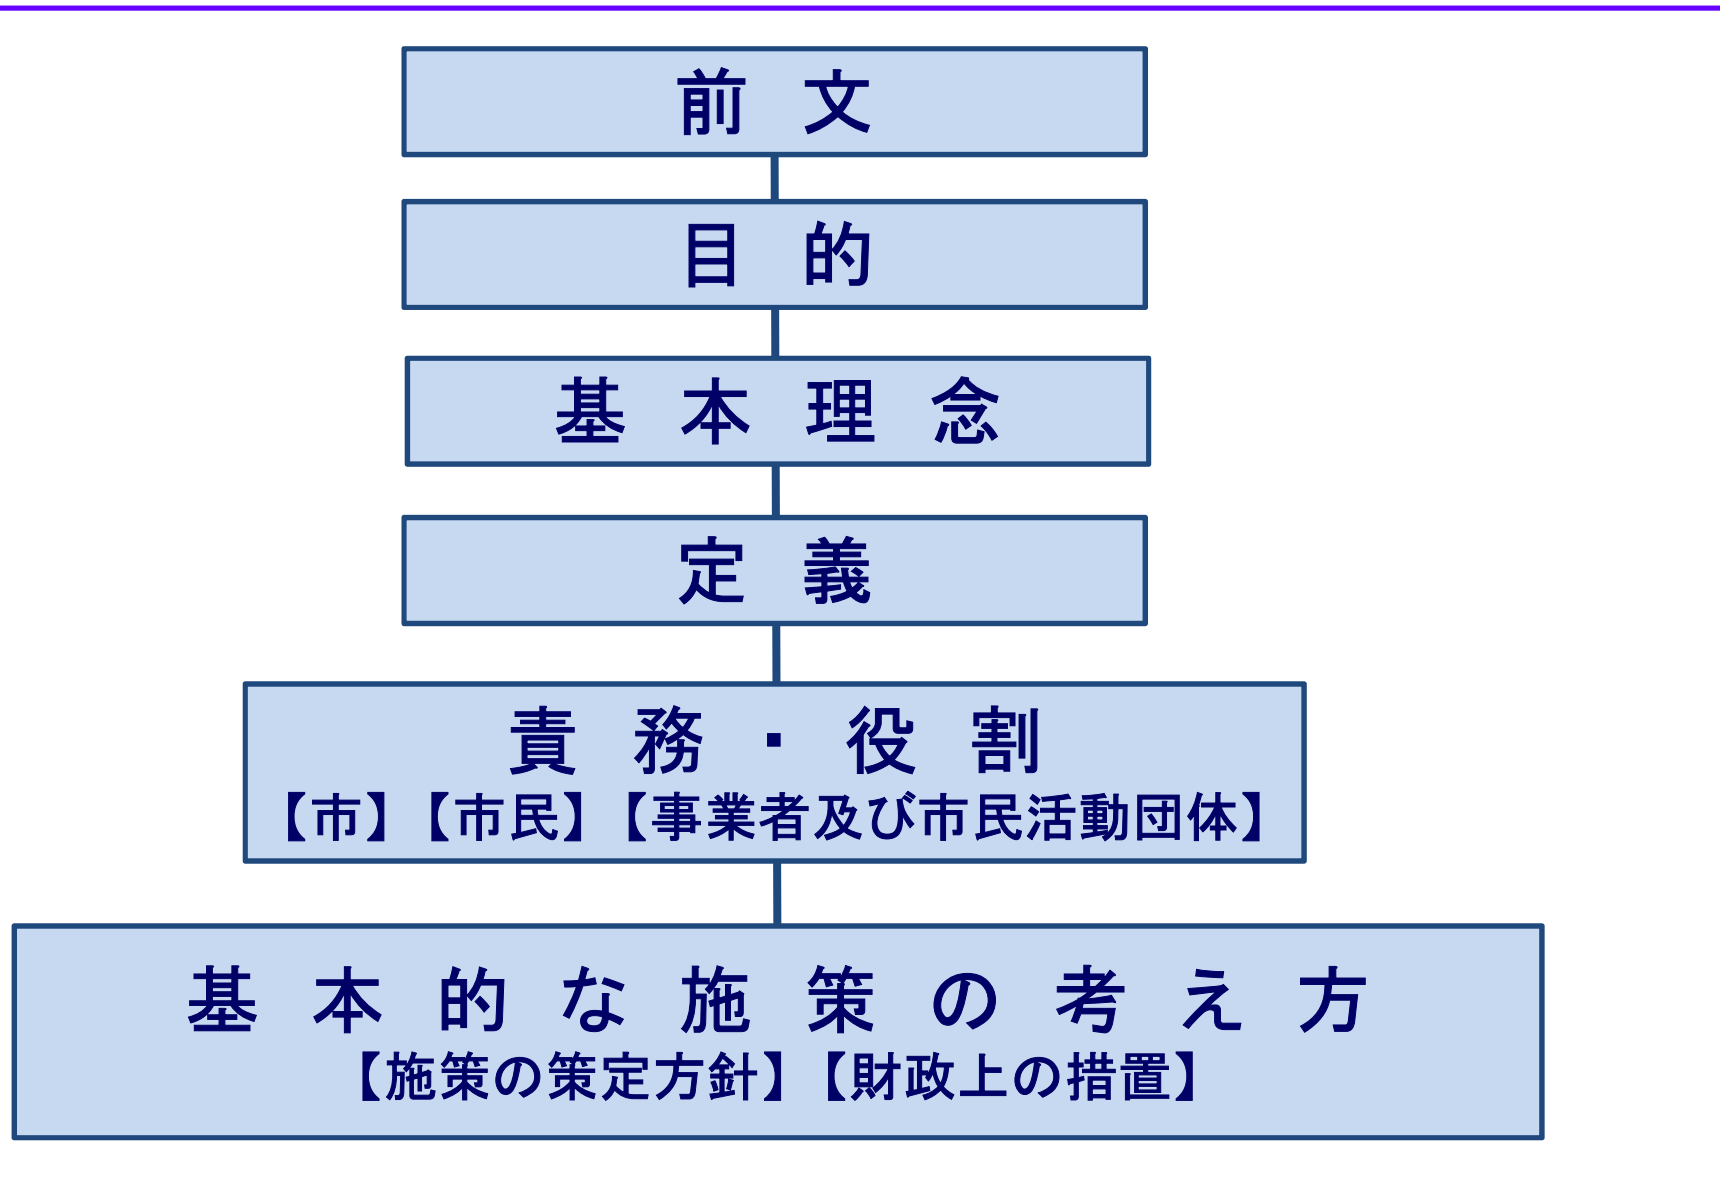 前文
目的
基本理念
定義
責務・役割
【市】【市民】【事業者及び市民活動団体】
基本的な施策の考え方
【施策の策定方針】【財政上の措置】